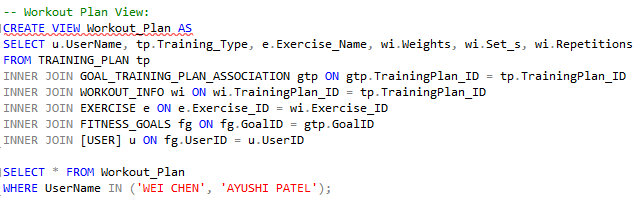 -- Workout Plan View:
CREATE VIEW Workout_Plan AS
SELECT u.UserName, tp.Training_Type, e.Exercise_Name, wi.Weights, wi.Set_s, wi.Repetitions
FROM TRAINING_PLAN tp
INNER JOIN GOAL_TRAINING_PLAN_ASSOCIATION gtp ON gtp.TrainingPlan_ID = tp.TrainingPlan_ID
INNER JOIN WORKOUT_INFO wi ON wi.TrainingPlan_ID = tp.TrainingPlan_ID
INNER JOIN EXERCISE e ON e.Exercise_ID = wi.Exercise_ID
INNER JOIN FITNESS_GOALS fg ON fg.GoalID = gtp.GoalID
INNER JOIN [USER] u ON fg.UserID = u.UserID
SELECT * FROM Workout_Plan
WHERE UserName IN ('WEI CHEN', 'AYUSHI PATEL');